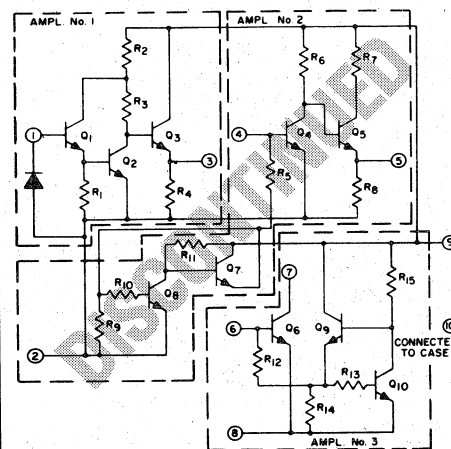 AMPL. No. 1
AMPL. No. 2
R2
R6
R7
R3
1
Q1
Q2
Q3
3
4
Q4
Q5
5
R1
R4
R5
R8
DISCONTINUED
R11
Q7
9
R10
Q8
7
R15
R9
6
Q6
Q9
10
CONNECTE
TO CASE
2
R12
R13
Q10
R14
8
AMPL. No. 3